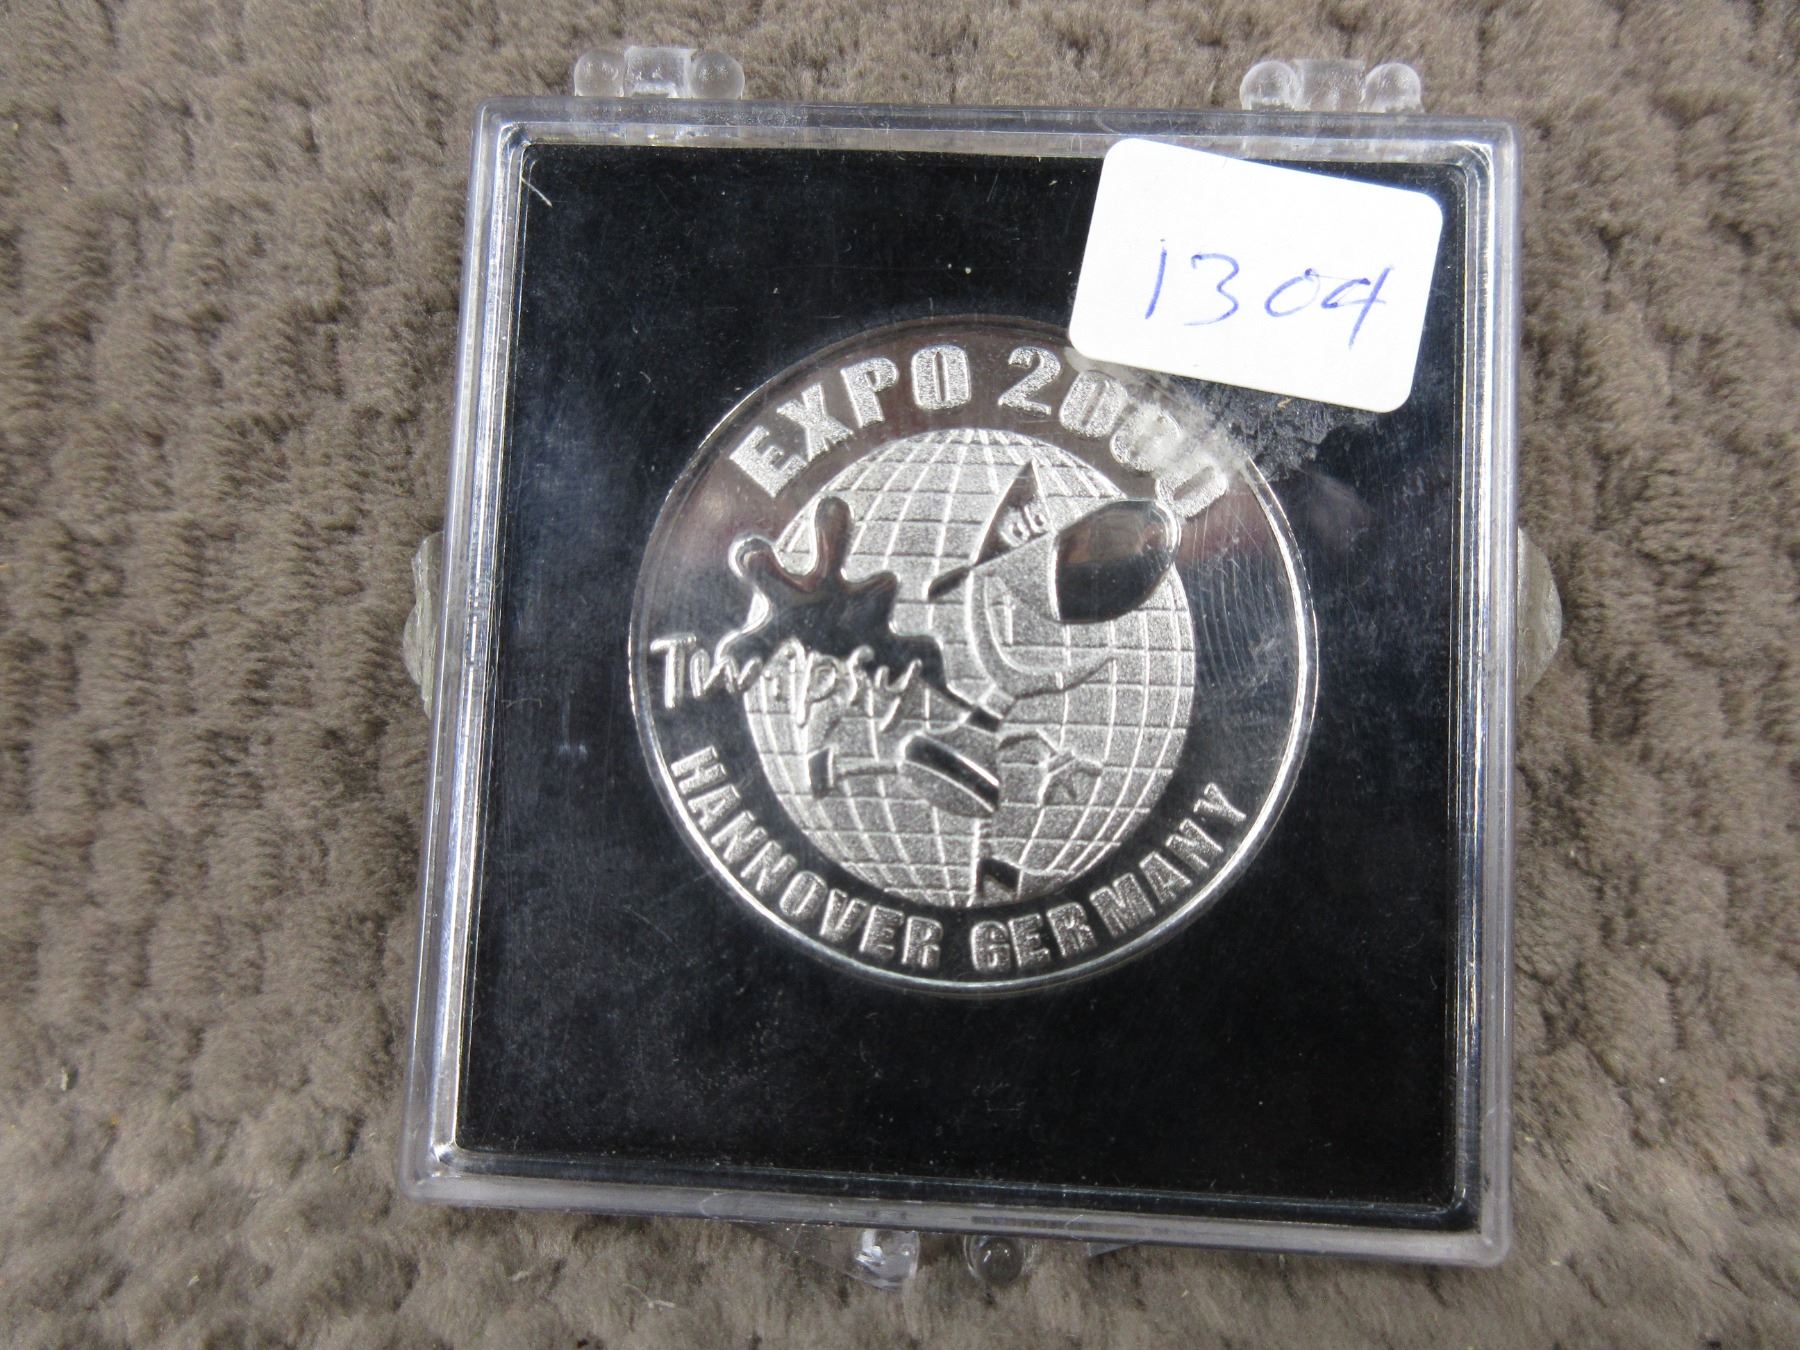 1304
EXPO 2000
Twipsy
HANNOVER GERMANY